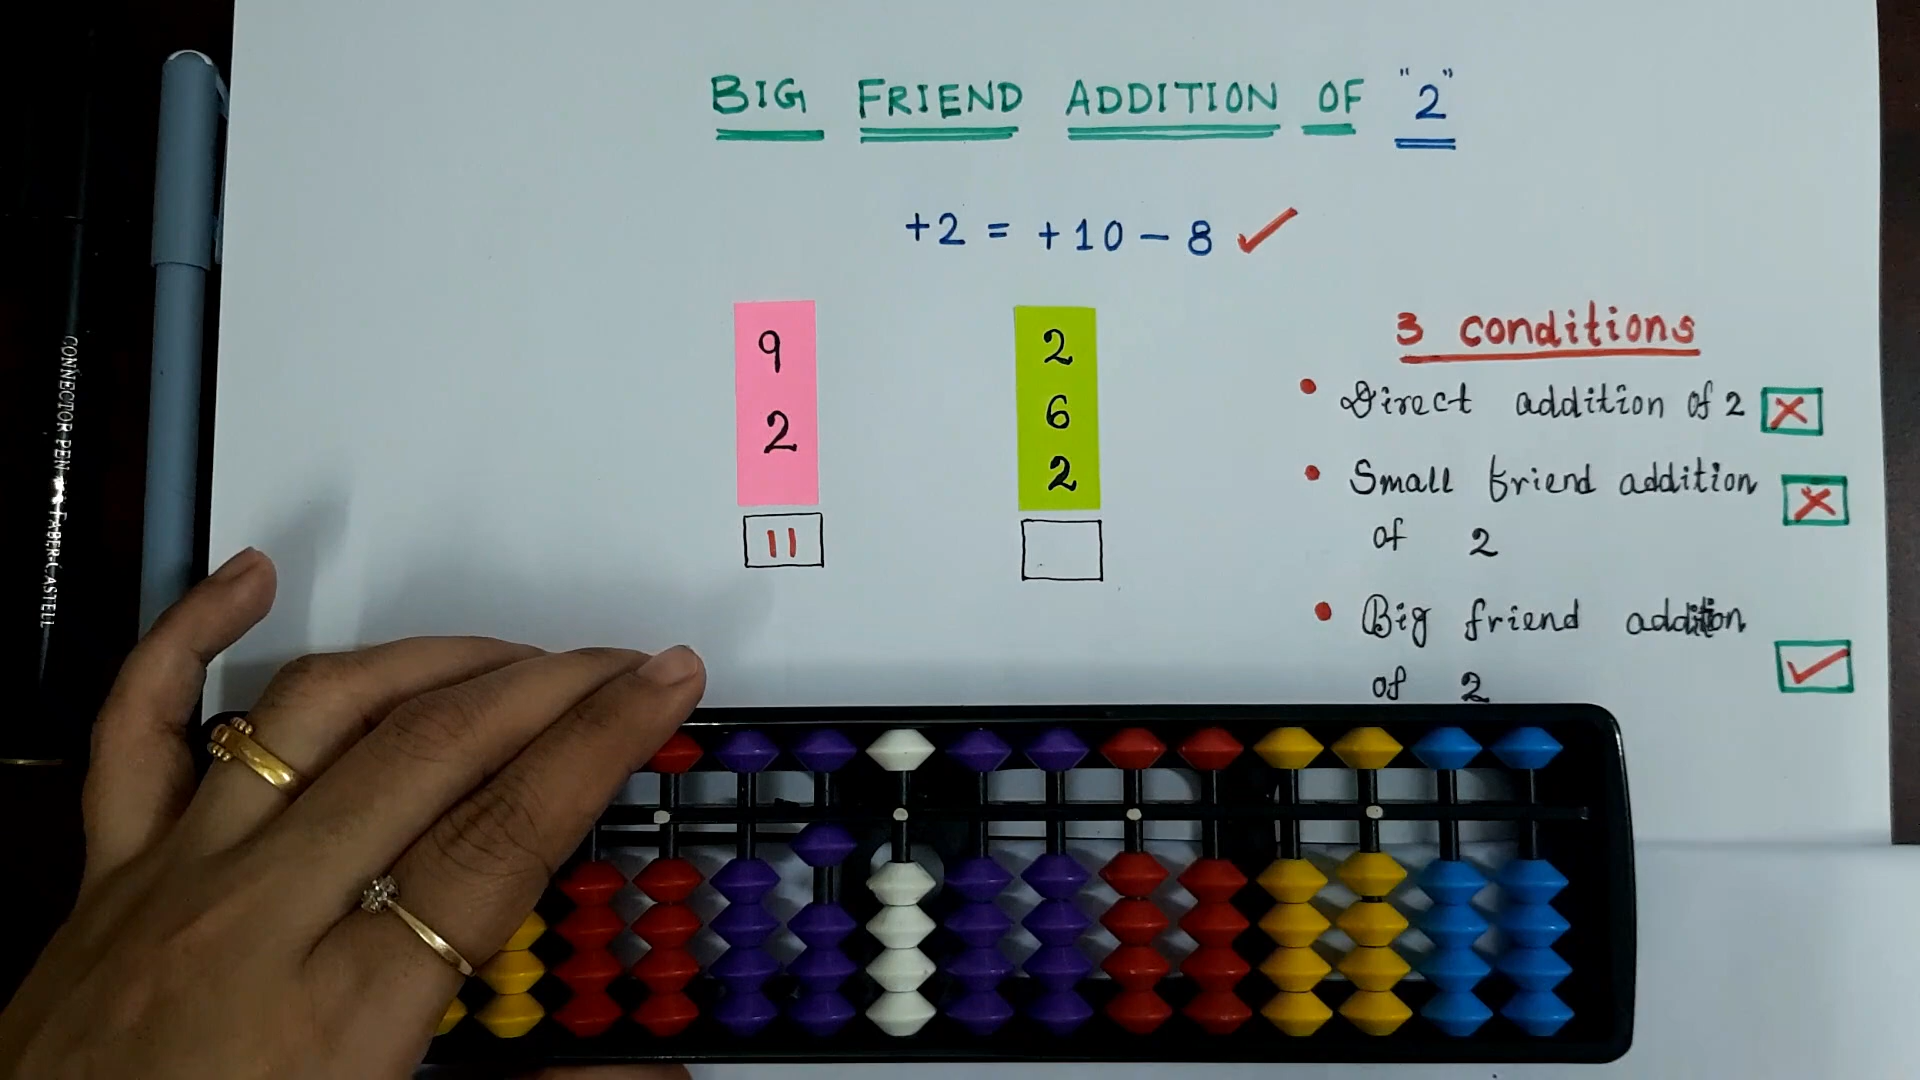 BIG FRIEND ADDITION OF "2"
+2 = +10 - 8 ✓
9
2
11
2
6
2
3 conditions
• Direct addition of 2 ✗
• Small friend addition ✗
of 2
• Big friend addition
of 2 ✓
CONNECTOR PEN FABER-CASTELL